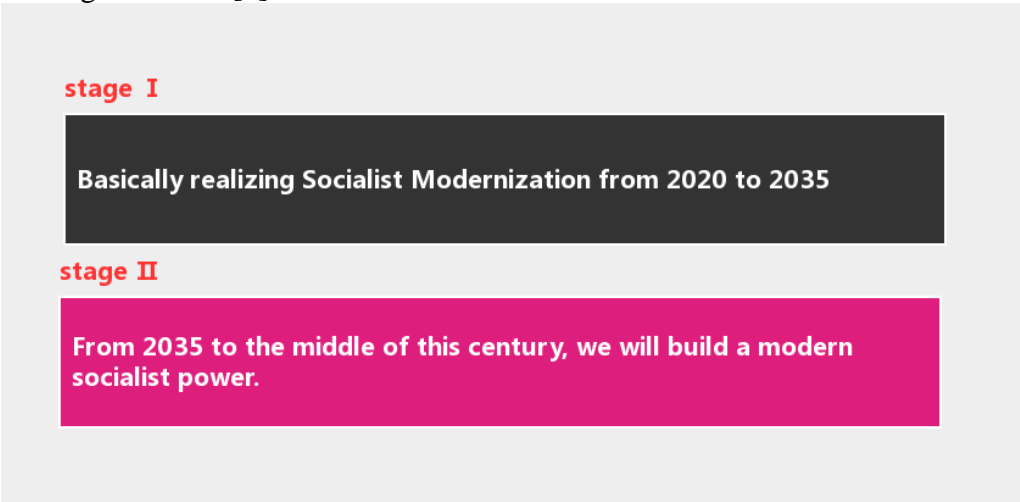 stage Ⅰ
Basically realizing Socialist Modernization from 2020 to 2035
stage Ⅱ
From 2035 to the middle of this century, we will build a modern
socialist power.